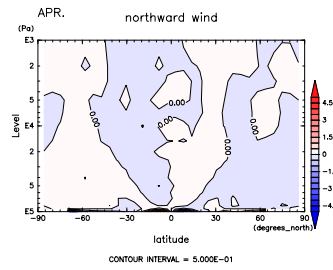 APR.
northward wind
(Pa)
E3
2
5
E4
2
5
E5
Level
0.00
0.00
0.00
0.00
0.00
-90 -60 -30 0 30 60 90
(degrees_north)
latitude
4.5
3
1.5
0
-1.5
-3
-4.
CONTOUR INTERVAL = 5.000E-01